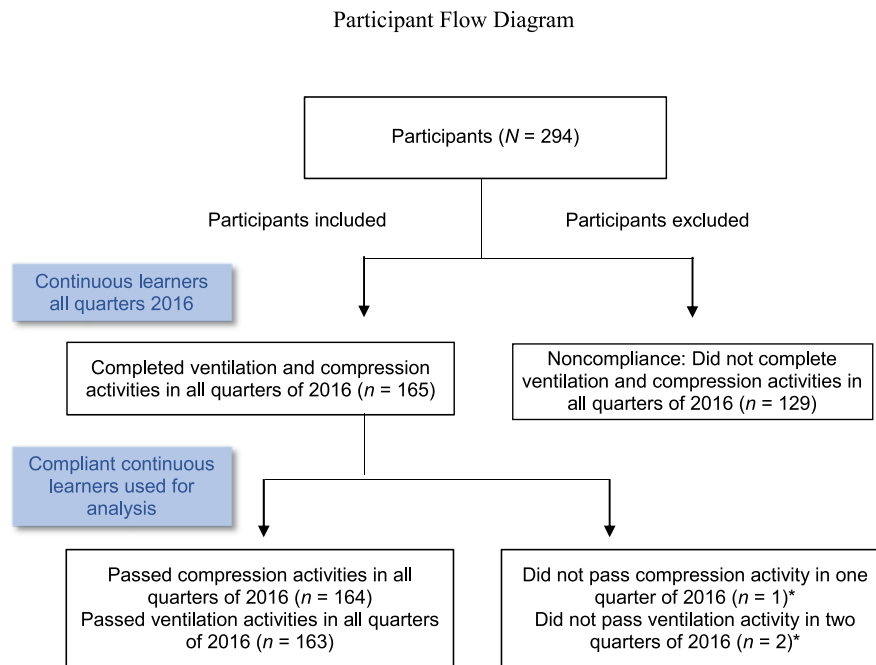 Participant Flow Diagram
Participants (N = 294)
Participants included
Participants excluded
Continuous learners
all quarters 2016
Completed ventilation and compression
activities in all quarters of 2016 (n = 165)
Noncompliance: Did not complete
ventilation and compression activities in
all quarters of 2016 (n = 129)
Compliant continuous
learners used for
analysis
Passed compression activities in all
quarters of 2016 (n = 164)
Passed ventilation activities in all quarters
of 2016 (n = 163)
Did not pass compression activity in one
quarter of 2016 (n = 1)*
Did not pass ventilation activity in two
quarters of 2016 (n = 2)*